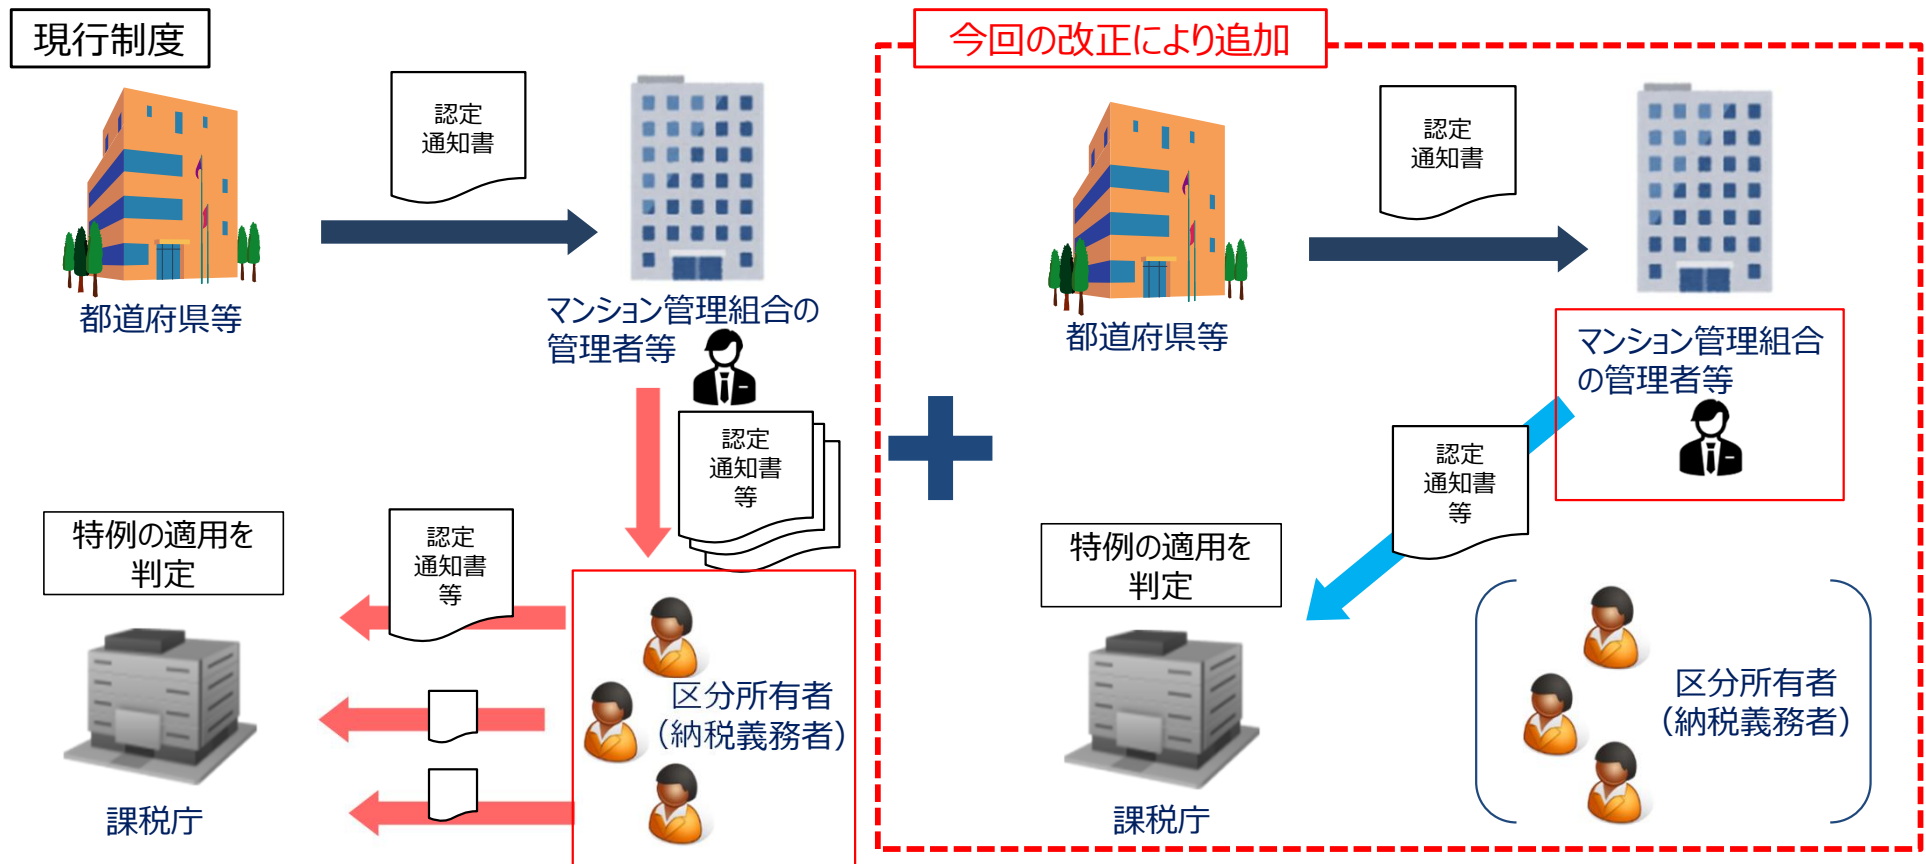 現行制度
認定
通知書
都道府県等
マンション管理組合の
管理者等
認定
通知書
等
特例の適用を
判定
認定
通知書
等
区分所有者
(納税義務者)
課税庁
今回の改正により追加
認定
通知書
都道府県等
マンション管理組合
の管理者等
認定
通知書
等
特例の適用を
判定
区分所有者
(納税義務者)
課税庁